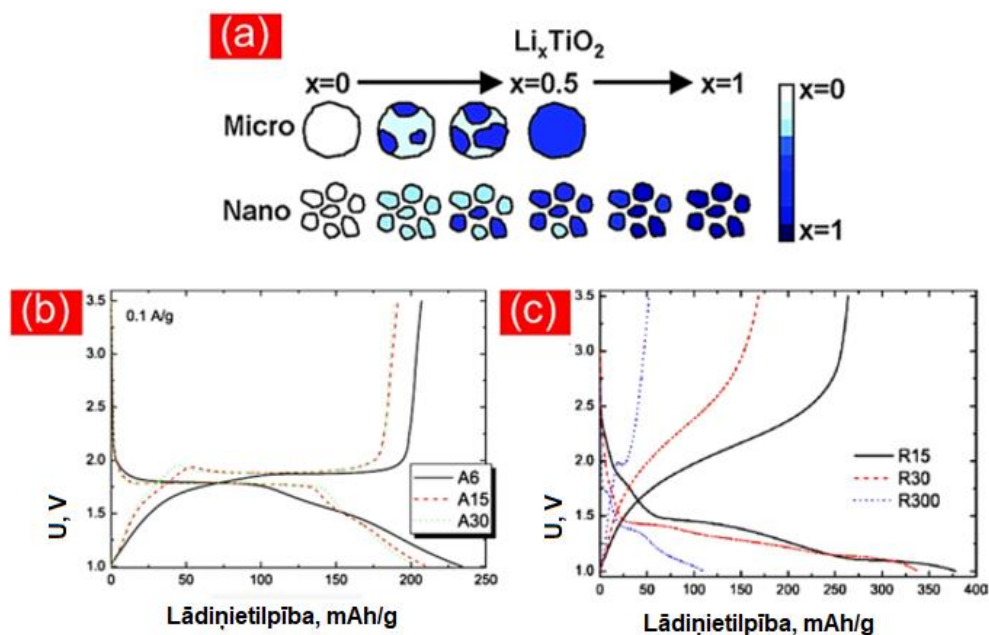 (a)
LiₓTiO₂
x=0 x=0.5 x=1
Micro
Nano
x=0
x=1
(b)
0.1 A/g
3.5
3.0
2.5
2.0
1.5
1.0
U, V
A6
A15
A30
0 50 100 150 200 250
Lādiņietilpība, mAh/g
(c)
3.5
3.0
2.5
2.0
1.5
1.0
U, V
R15
R30
R300
0 50 100 150 200 250 300 350 400
Lādiņietilpība, mAh/g